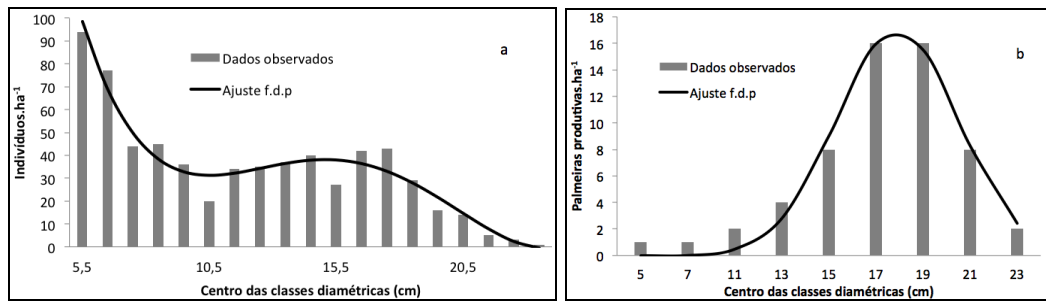 a
Indivíduos.ha⁻¹
100
90
80
70
60
50
40
30
20
10
0
Dados observados
Ajuste f.d.p
5,5 10,5 15,5 20,5
Centro das classes diamétricas (cm)
b
Palmeiras produtivas.ha⁻¹
18
16
14
12
10
8
6
4
2
0
Dados observados
Ajuste f.d.p
5 7 11 13 15 17 19 21 23
Centro das classes diamétricas (cm)